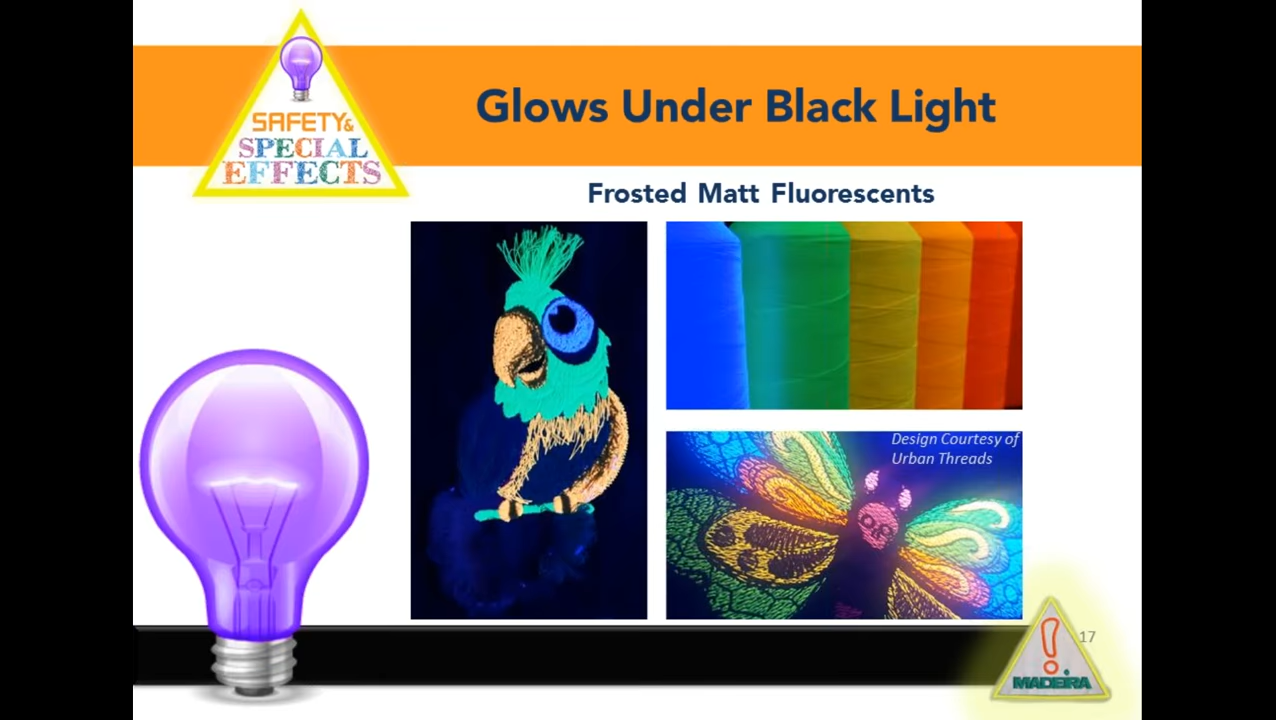 SAFETY&
SPECIAL
EFFECTS
Glows Under Black Light
Frosted Matt Fluorescents
Design Courtesy of
Urban Threads
17
!
MADEIRA